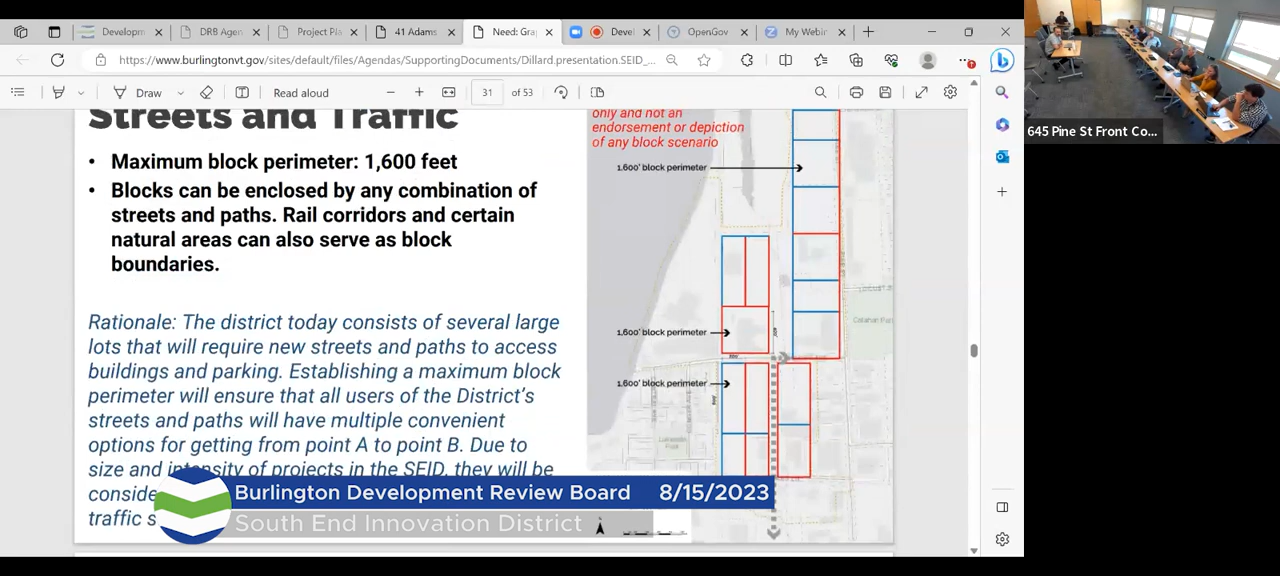 Developm
DRB Agen
Project Pla
41 Adams
Need: Gra
Devel
OpenGov
My Webin
https://www.burlingtonvt.gov/sites/default/files/Agendas/SupportingDocuments/Dillard.presentation.SEID_...
Draw
Read aloud
31
of 53
645 Pine St Front Co...
Streets and Traffic
• Maximum block perimeter: 1,600 feet
• Blocks can be enclosed by any combination of
streets and paths. Rail corridors and certain
natural areas can also serve as block
boundaries.
Rationale: The district today consists of several large
lots that will require new streets and paths to access
buildings and parking. Establishing a maximum block
perimeter will ensure that all users of the District's
streets and paths will have multiple convenient
options for getting from point A to point B. Due to
size and intensity of projects in the SEID, they will be
conside
traffic s
only and not an
endorsement or depiction
of any block scenario
1,600' block perimeter
1,600' block perimeter
1,600' block perimeter
Burlington Development Review Board 8/15/2023
South End Innovation District